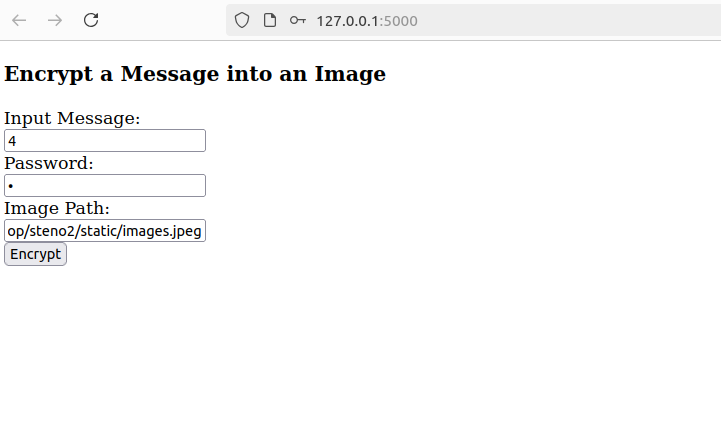 127.0.0.1:5000
Encrypt a Message into an Image
Input Message:
4
Password:
•
Image Path:
op/steno2/static/images.jpeg
Encrypt